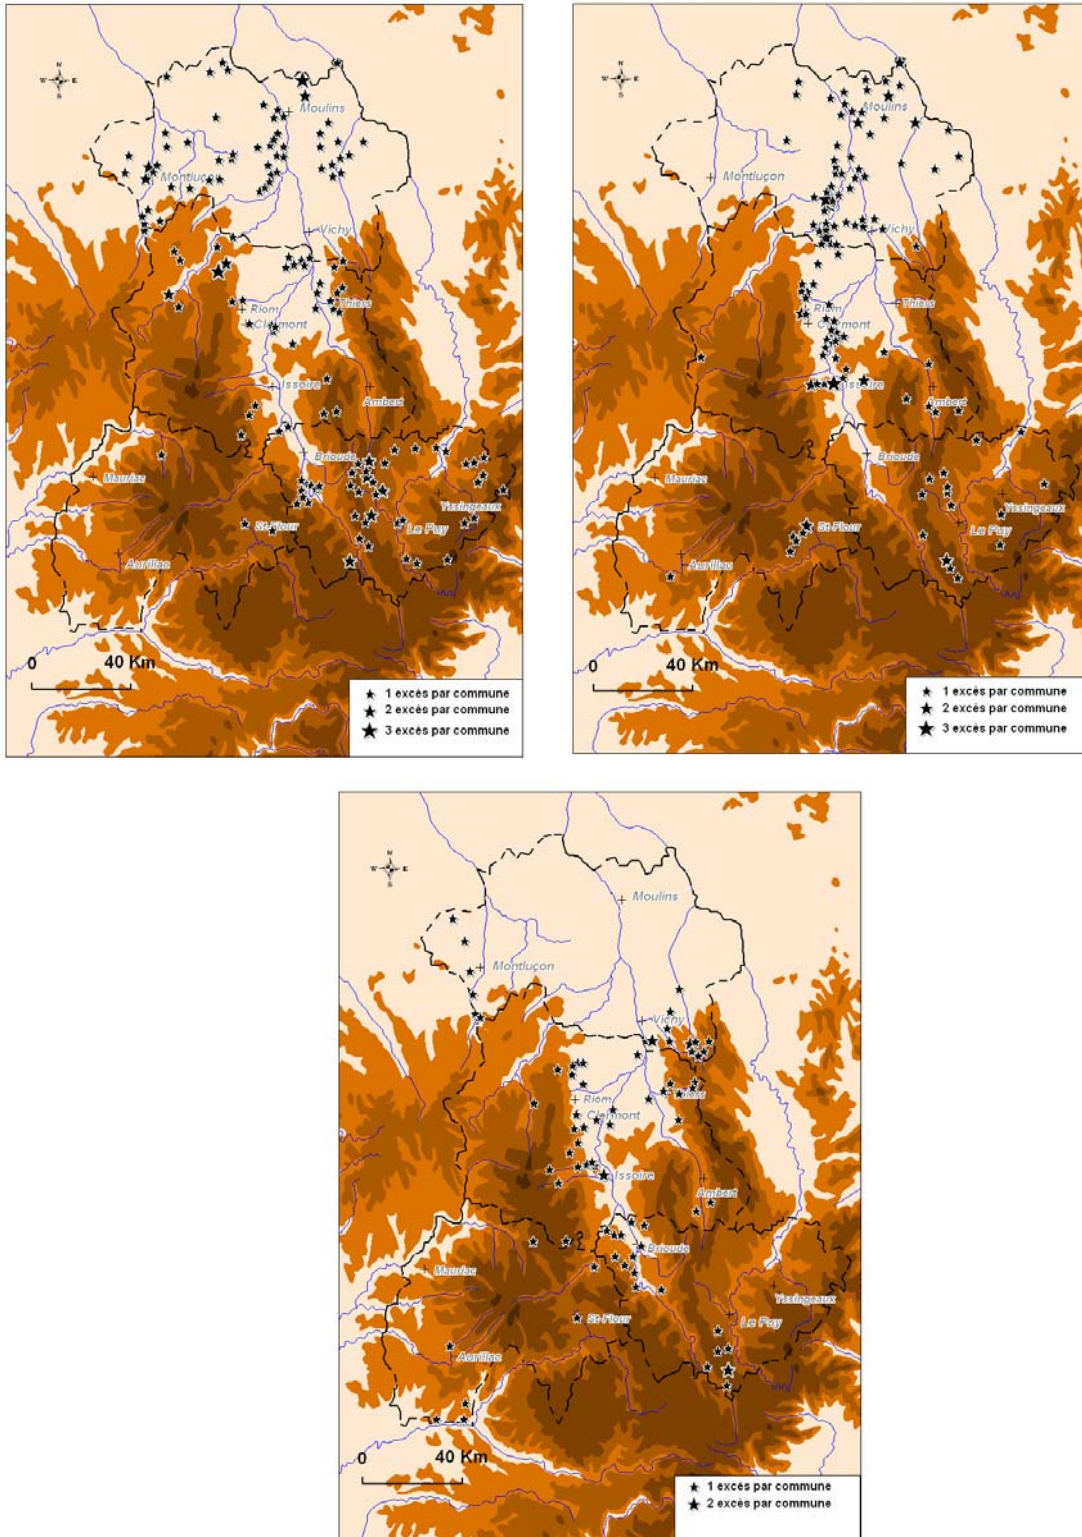 N
W E
S
Moulins
Montluçon
Vichy
Riom
Thiers
Clermont
Issoire
Ambert
Brioude
Mauriac
Yssingeaux
St-Flour
Le Puy
Aurillac
0 40 Km
1 excès par commune
2 excès par commune
3 excès par commune
N
W E
S
Moulins
Montluçon
Vichy
Riom
Thiers
Clermont
Issoire
Ambert
Brioude
Mauriac
Yssingeaux
St-Flour
Le Puy
Aurillac
0 40 Km
1 excès par commune
2 excès par commune
3 excès par commune
N
W E
S
Moulins
Montluçon
Vichy
Riom
Thiers
Clermont
Issoire
Ambert
Brioude
Mauriac
Yssingeaux
St-Flour
Le Puy
Aurillac
0 40 Km
1 excès par commune
2 excès par commune